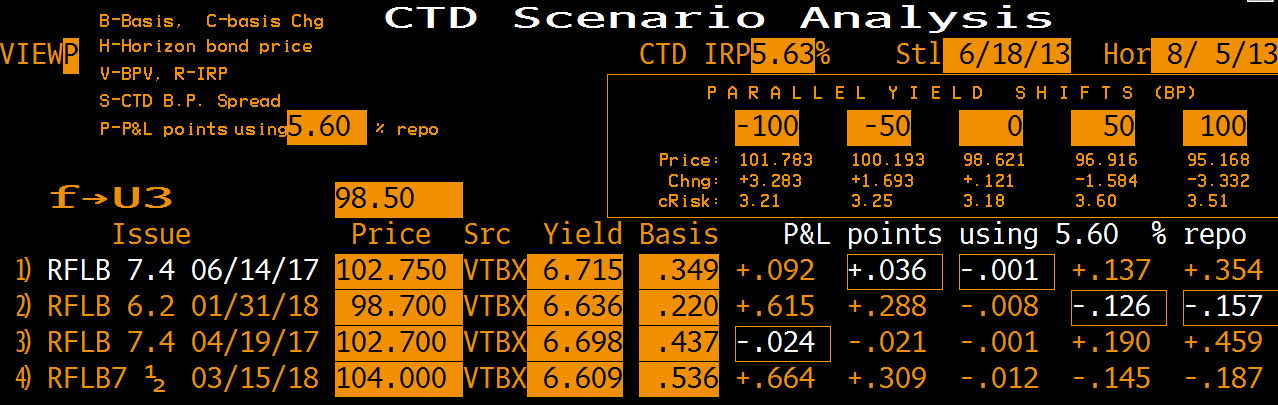 CTD Scenario Analysis
B-Basis, C-basis Chg
VIEW P H-Horizon bond price CTD IRP 5.63% Stl 6/18/13 Hor 8/ 5/13
V-BPV, R-IRP
PARALLEL YIELD SHIFTS (BP)
S-CTD B.P. Spread
P-P&L points using 5.60 % repo -100 -50 0 50 100
Price: 101.783 100.193 98.621 96.916 95.168
Chng: +3.283 +1.693 +.121 -1.584 -3.332
f→U3 98.50 cRisk: 3.21 3.25 3.18 3.60 3.51
Issue Price Src Yield Basis P&L points using 5.60 % repo
1) RFLB 7.4 06/14/17 102.750 VTBX 6.715 .349 +.092 +.036 -.001 +.137 +.354
2) RFLB 6.2 01/31/18 98.700 VTBX 6.636 .220 +.615 +.288 -.008 -.126 -.157
3) RFLB 7.4 04/19/17 102.700 VTBX 6.698 .437 -.024 -.021 -.001 +.190 +.459
4) RFLB7 ½ 03/15/18 104.000 VTBX 6.609 .536 +.664 +.309 -.012 -.145 -.187